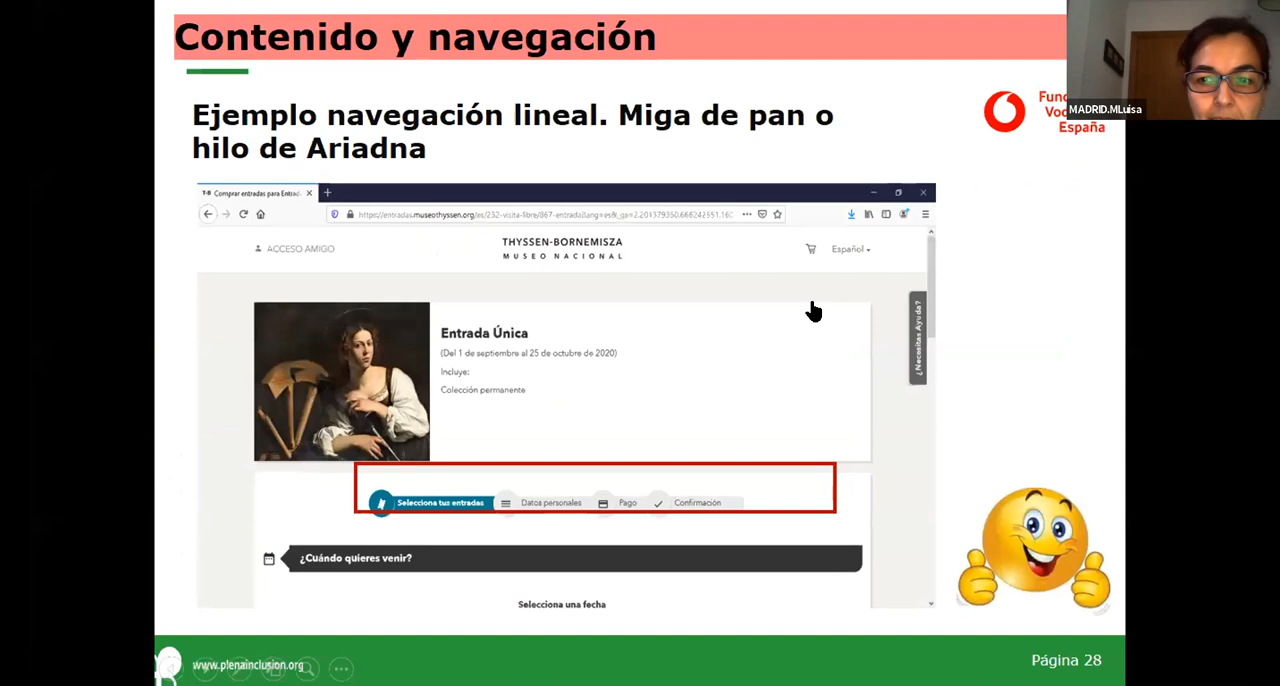 Contenido y navegación
MADRID.MLuisa
España
Ejemplo navegación lineal. Miga de pan o
hilo de Ariadna
Comprar entradas para Entrad
ACCESO AMIGO
THYSSEN-BORNEMISZA
MUSEO NACIONAL
Español
¿Necesitas Ayuda?
Entrada Única
(Del 1 de septiembre al 25 de octubre de 2020)
Incluye:
Colección permanente
Selecciona tus entradas
Datos personales
Pago
Confirmación
¿Cuándo quieres venir?
Selecciona una fecha
www.plenainclusion.org
Página 28